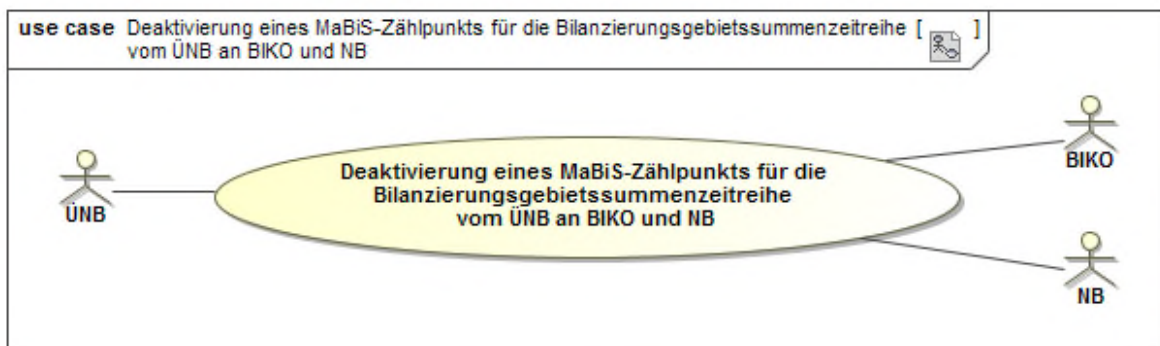 use case Deaktivierung eines MaBiS-Zählpunkts für die Bilanzierungsgebietssummenzeitreihe [ ]
vom ÜNB an BIKO und NB
ÜNB
Deaktivierung eines MaBiS-Zählpunkts für die
Bilanzierungsgebietssummenzeitreihe
vom ÜNB an BIKO und NB
BIKO
NB